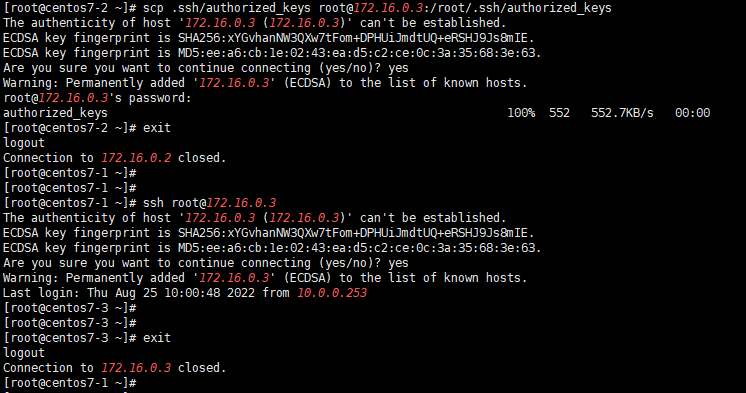 [root@centos7-2 ~]# scp .ssh/authorized_keys root@172.16.0.3:/root/.ssh/authorized_keys
The authenticity of host '172.16.0.3 (172.16.0.3)' can't be established.
ECDSA key fingerprint is SHA256:xYGvhanNW3QXw7tFom+DPHUiJmdtUQ+eRSHJ9Js8mIE.
ECDSA key fingerprint is MD5:ee:a6:cb:1e:02:43:ea:d5:c2:ce:0c:3a:35:68:3e:63.
Are you sure you want to continue connecting (yes/no)? yes
Warning: Permanently added '172.16.0.3' (ECDSA) to the list of known hosts.
root@172.16.0.3's password:
authorized_keys 100% 552 552.7KB/s 00:00
[root@centos7-2 ~]# exit
logout
Connection to 172.16.0.2 closed.
[root@centos7-1 ~]#
[root@centos7-1 ~]#
[root@centos7-1 ~]# ssh root@172.16.0.3
The authenticity of host '172.16.0.3 (172.16.0.3)' can't be established.
ECDSA key fingerprint is SHA256:xYGvhanNW3QXw7tFom+DPHUiJmdtUQ+eRSHJ9Js8mIE.
ECDSA key fingerprint is MD5:ee:a6:cb:1e:02:43:ea:d5:c2:ce:0c:3a:35:68:3e:63.
Are you sure you want to continue connecting (yes/no)? yes
Warning: Permanently added '172.16.0.3' (ECDSA) to the list of known hosts.
Last login: Thu Aug 25 10:00:48 2022 from 10.0.0.253
[root@centos7-3 ~]#
[root@centos7-3 ~]#
[root@centos7-3 ~]# exit
logout
Connection to 172.16.0.3 closed.
[root@centos7-1 ~]#